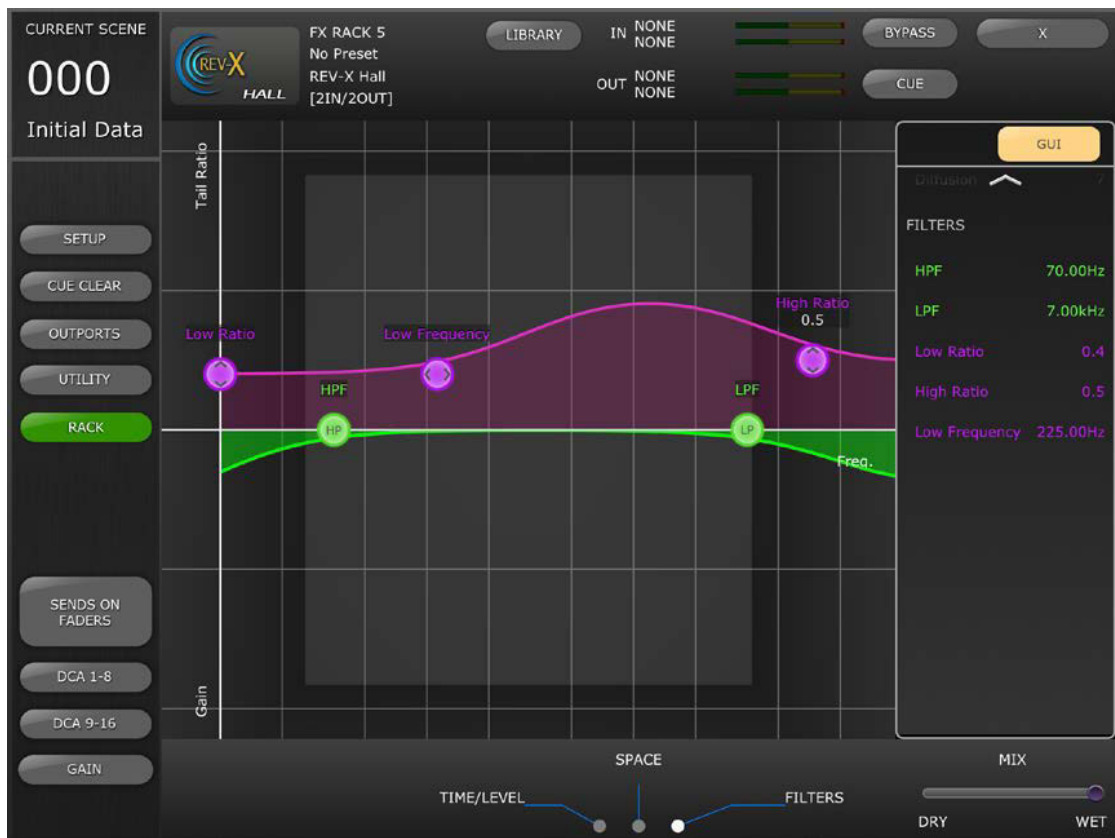 CURRENT SCENE
000
Initial Data
SETUP
CUE CLEAR
OUTPORTS
UTILITY
RACK
SENDS ON
FADERS
DCA 1-8
DCA 9-16
GAIN
REV-X
HALL
FX RACK 5
No Preset
REV-X Hall
[2IN/2OUT]
LIBRARY
IN NONE
NONE
OUT NONE
NONE
BYPASS
CUE
X
Tail Ratio
Low Ratio
Low Frequency
High Ratio
0.5
HPF
HP
LPF
LP
Freq.
Gain
GUI
Diffusion 7
FILTERS
HPF 70.00Hz
LPF 7.00kHz
Low Ratio 0.4
High Ratio 0.5
Low Frequency 225.00Hz
TIME/LEVEL
SPACE
FILTERS
MIX
DRY WET